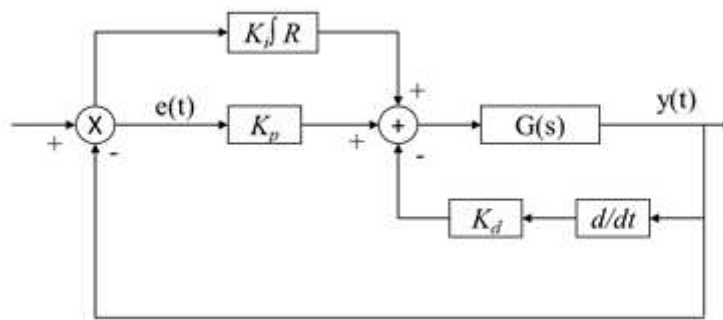 K_i∫R
+
e(t)
K_p
X
+
-
+
+
+
-
G(s)
y(t)
K_d
d/dt